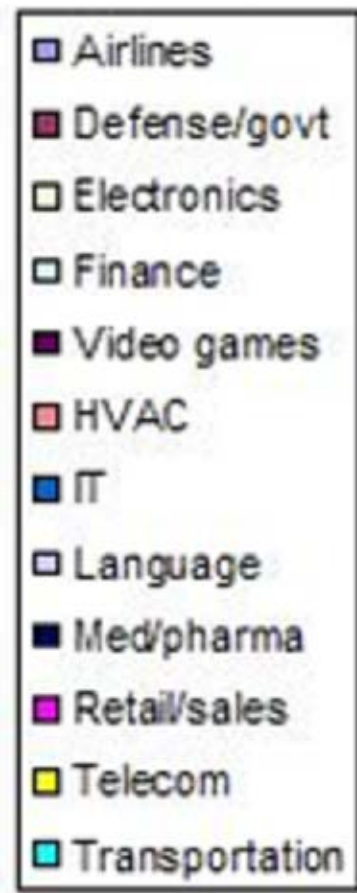 Airlines
Defense/govt
Electronics
Finance
Video games
HVAC
IT
Language
Med/pharma
Retail/sales
Telecom
Transportation